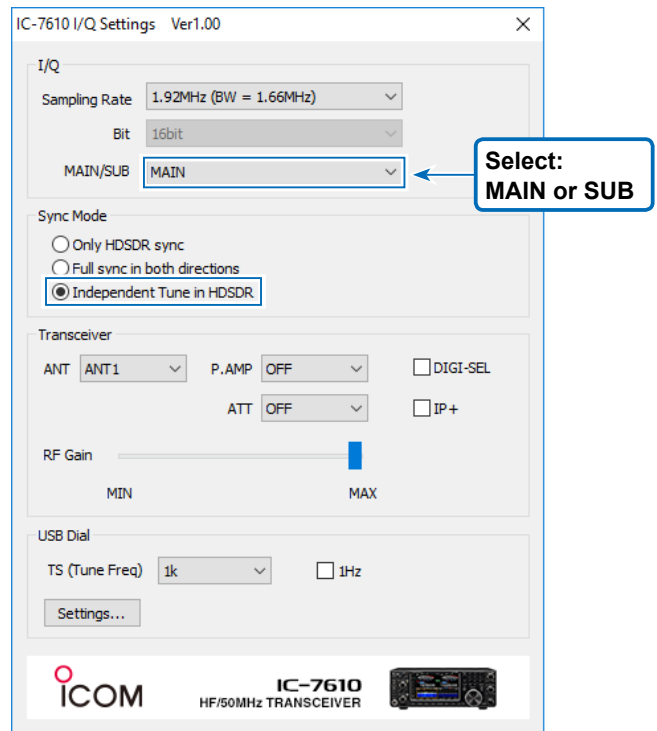 IC-7610 I/Q Settings Ver1.00
I/Q
Sampling Rate 1.92MHz (BW = 1.66MHz)
Bit 16bit
MAIN/SUB MAIN
Select:
MAIN or SUB
Sync Mode
Only HDSDR sync
Full sync in both directions
Independent Tune in HDSDR
Transceiver
ANT ANT1 P.AMP OFF DIGI-SEL
ATT OFF IP+
RF Gain
MIN MAX
USB Dial
TS (Tune Freq) 1k 1Hz
Settings...
ICOM IC-7610
HF/50MHz TRANSCEIVER